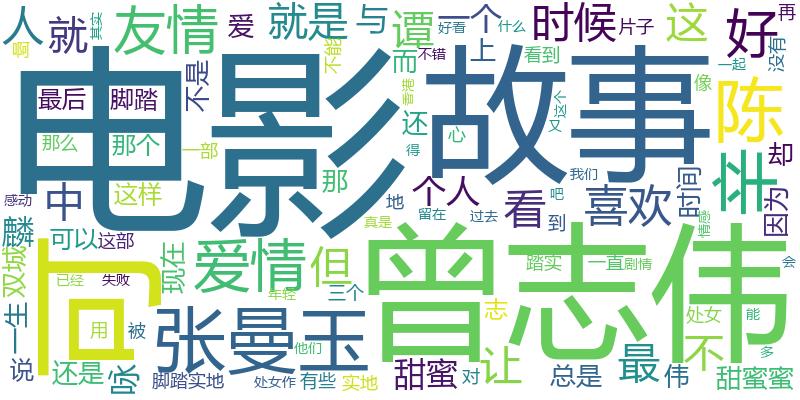 人 就 友情 爱 就是 与 谭 一个 时候 片子 这 好 再
其实 不能 好看 什么 没有
电影 故事 不是 而 上 不错 看到 一起 像
最后 脚踏 香港 又 这个 陈
那么 那个 一部 还 心 辛 却
这样 那 得 我们 时间 因为
感动 中 地 个人 看 喜欢 吧 到
麟 可以 这部 真是 留在 过去 情感
双城 向 现在 爱情 但 曾志伟 踏实 一直 剧情 会
已经 失败 年轻 三个 志 处女 能
一生 用 被 张曼玉 他们 让 不 多
说 还是 咏 脚踏实地 处女作 有些 实地 甜蜜 对 总是 最 伟 甜蜜蜜